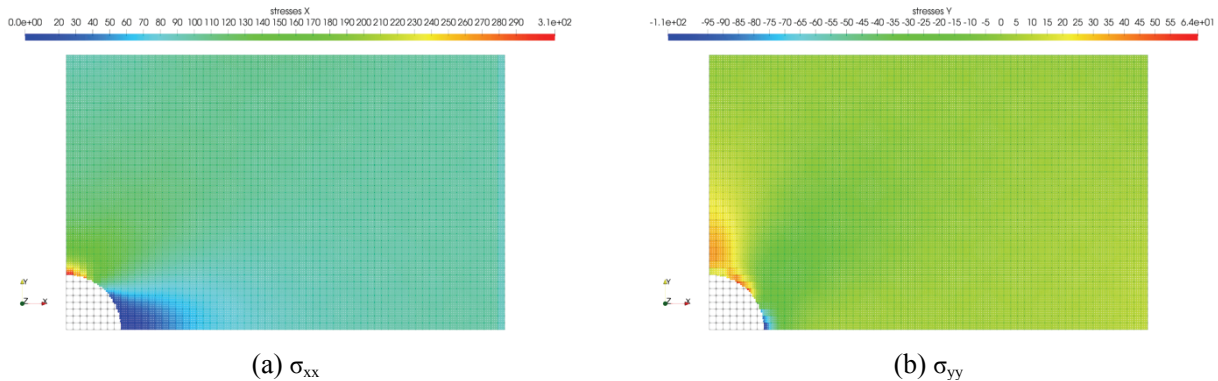 stresses X
0.0e+00 20 30 40 50 60 70 80 90 100 110 120 130 140 150 160 170 180 190 200 210 220 230 240 250 260 270 280 290 3.1e+02
Y
Z X
(a) σxx
stresses Y
-1.1e+02 -95 -90 -85 -80 -75 -70 -65 -60 -55 -50 -45 -40 -35 -30 -25 -20 -15 -10 -5 0 5 10 15 20 25 30 35 40 45 50 55 6.4e+01
Y
Z X
(b) σyy